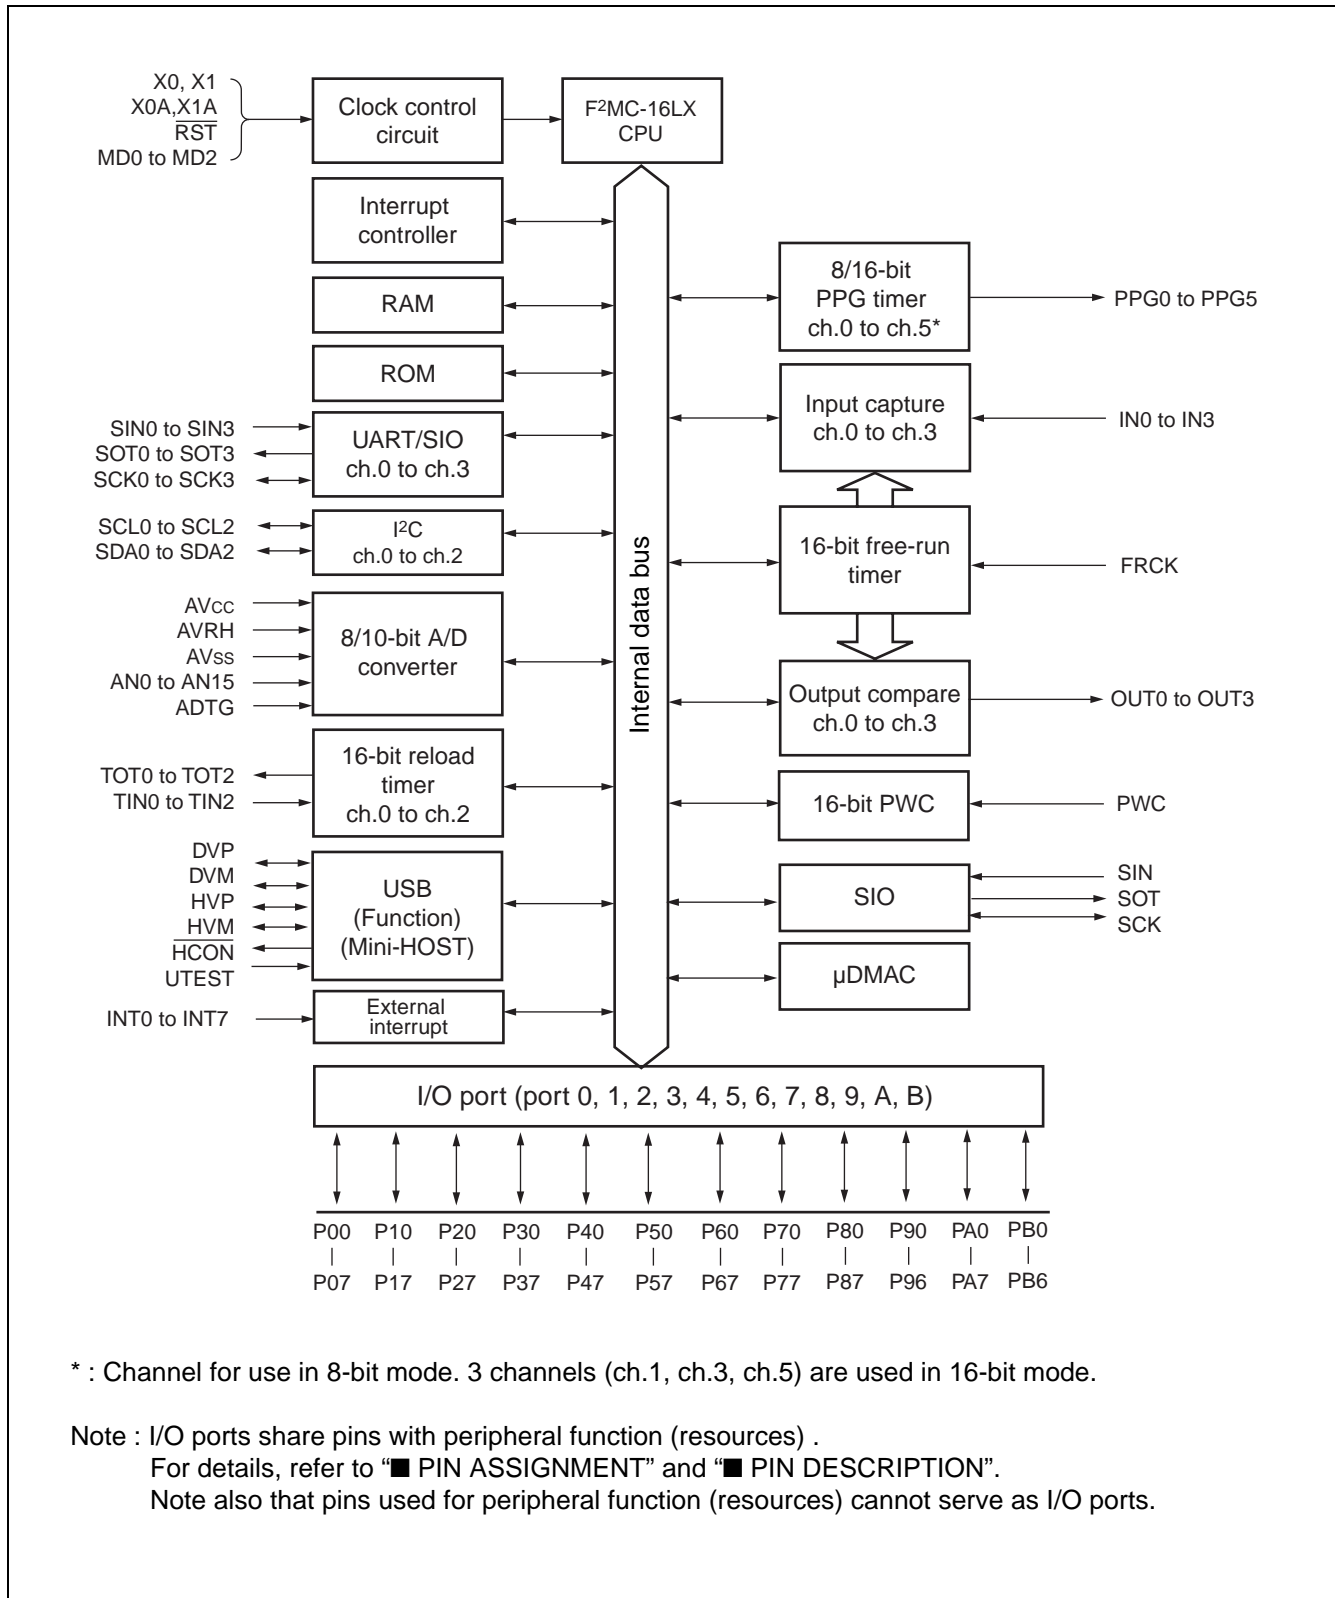 X0, X1
X0A,X1A
RST
MD0 to MD2
Clock control
circuit
F²MC-16LX
CPU
Interrupt
controller
RAM
ROM
SIN0 to SIN3
SOT0 to SOT3
SCK0 to SCK3
UART/SIO
ch.0 to ch.3
SCL0 to SCL2
SDA0 to SDA2
I²C
ch.0 to ch.2
AVCC
AVRH
AVSS
AN0 to AN15
ADTG
8/10-bit A/D
converter
TOT0 to TOT2
TIN0 to TIN2
16-bit reload
timer
ch.0 to ch.2
DVP
DVM
HVP
HVM
HCON
UTEST
USB
(Function)
(Mini-HOST)
INT0 to INT7
External
interrupt
Internal data bus
8/16-bit
PPG timer
ch.0 to ch.5*
PPG0 to PPG5
Input capture
ch.0 to ch.3
IN0 to IN3
16-bit free-run
timer
FRCK
Output compare
ch.0 to ch.3
OUT0 to OUT3
16-bit PWC
PWC
SIO
SIN
SOT
SCK
µDMAC
I/O port (port 0, 1, 2, 3, 4, 5, 6, 7, 8, 9, A, B)
P00 P10 P20 P30 P40 P50 P60 P70 P80 P90 PA0 PB0
P07 P17 P27 P37 P47 P57 P67 P77 P87 P96 PA7 PB6
* : Channel for use in 8-bit mode. 3 channels (ch.1, ch.3, ch.5) are used in 16-bit mode.
Note : I/O ports share pins with peripheral function (resources) .
For details, refer to “■ PIN ASSIGNMENT” and “■ PIN DESCRIPTION”.
Note also that pins used for peripheral function (resources) cannot serve as I/O ports.